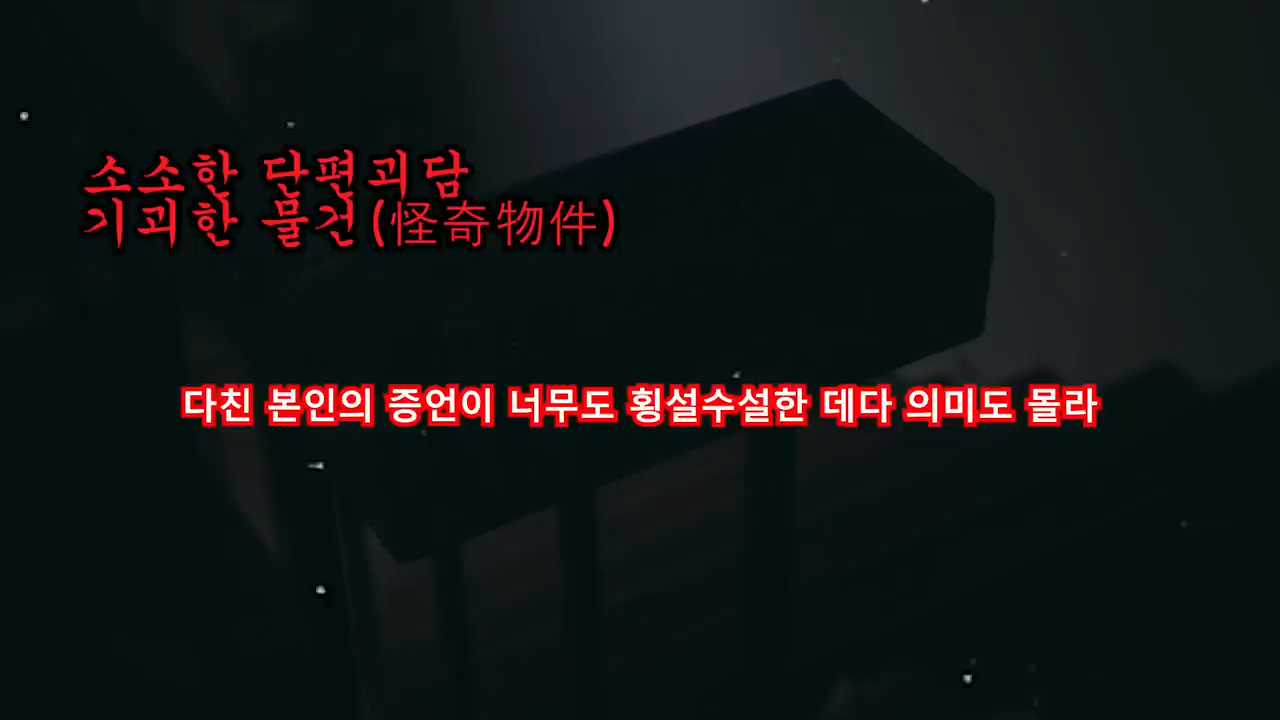 소소한 단편괴담
기괴한 물건(怪奇物件)
다친 본인의 증언이 너무도 횡설수설한 데다 의미도 몰라